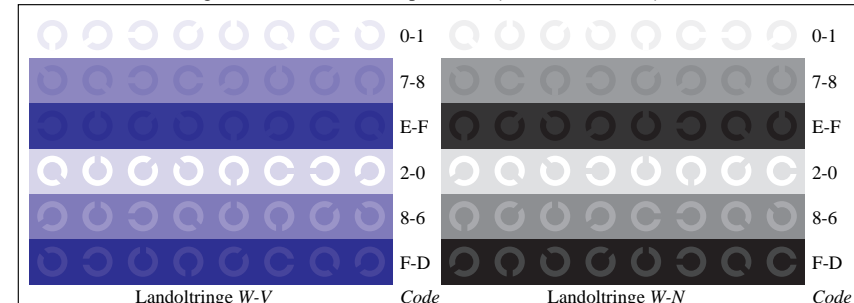 0-1 0-1
7-8 7-8
E-F E-F
2-0 2-0
8-6 8-6
F-D F-D
Landoltringe W-V Code Landoltringe W-N Code